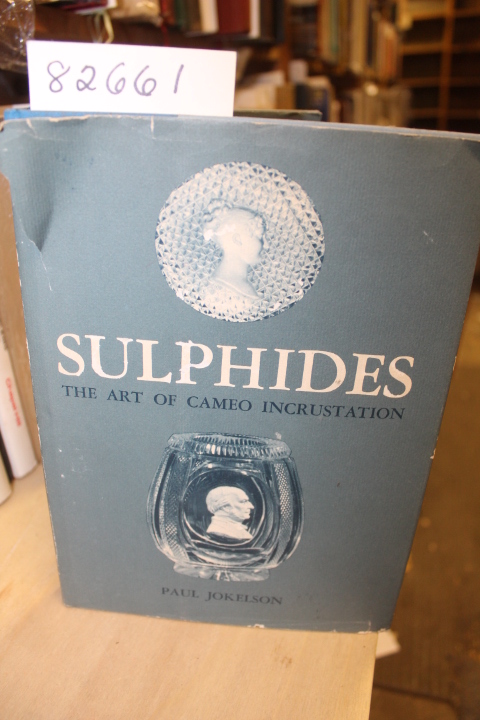 82661
SULPHIDES
THE ART OF CAMEO INCRUSTATION
PAUL JOKELSON